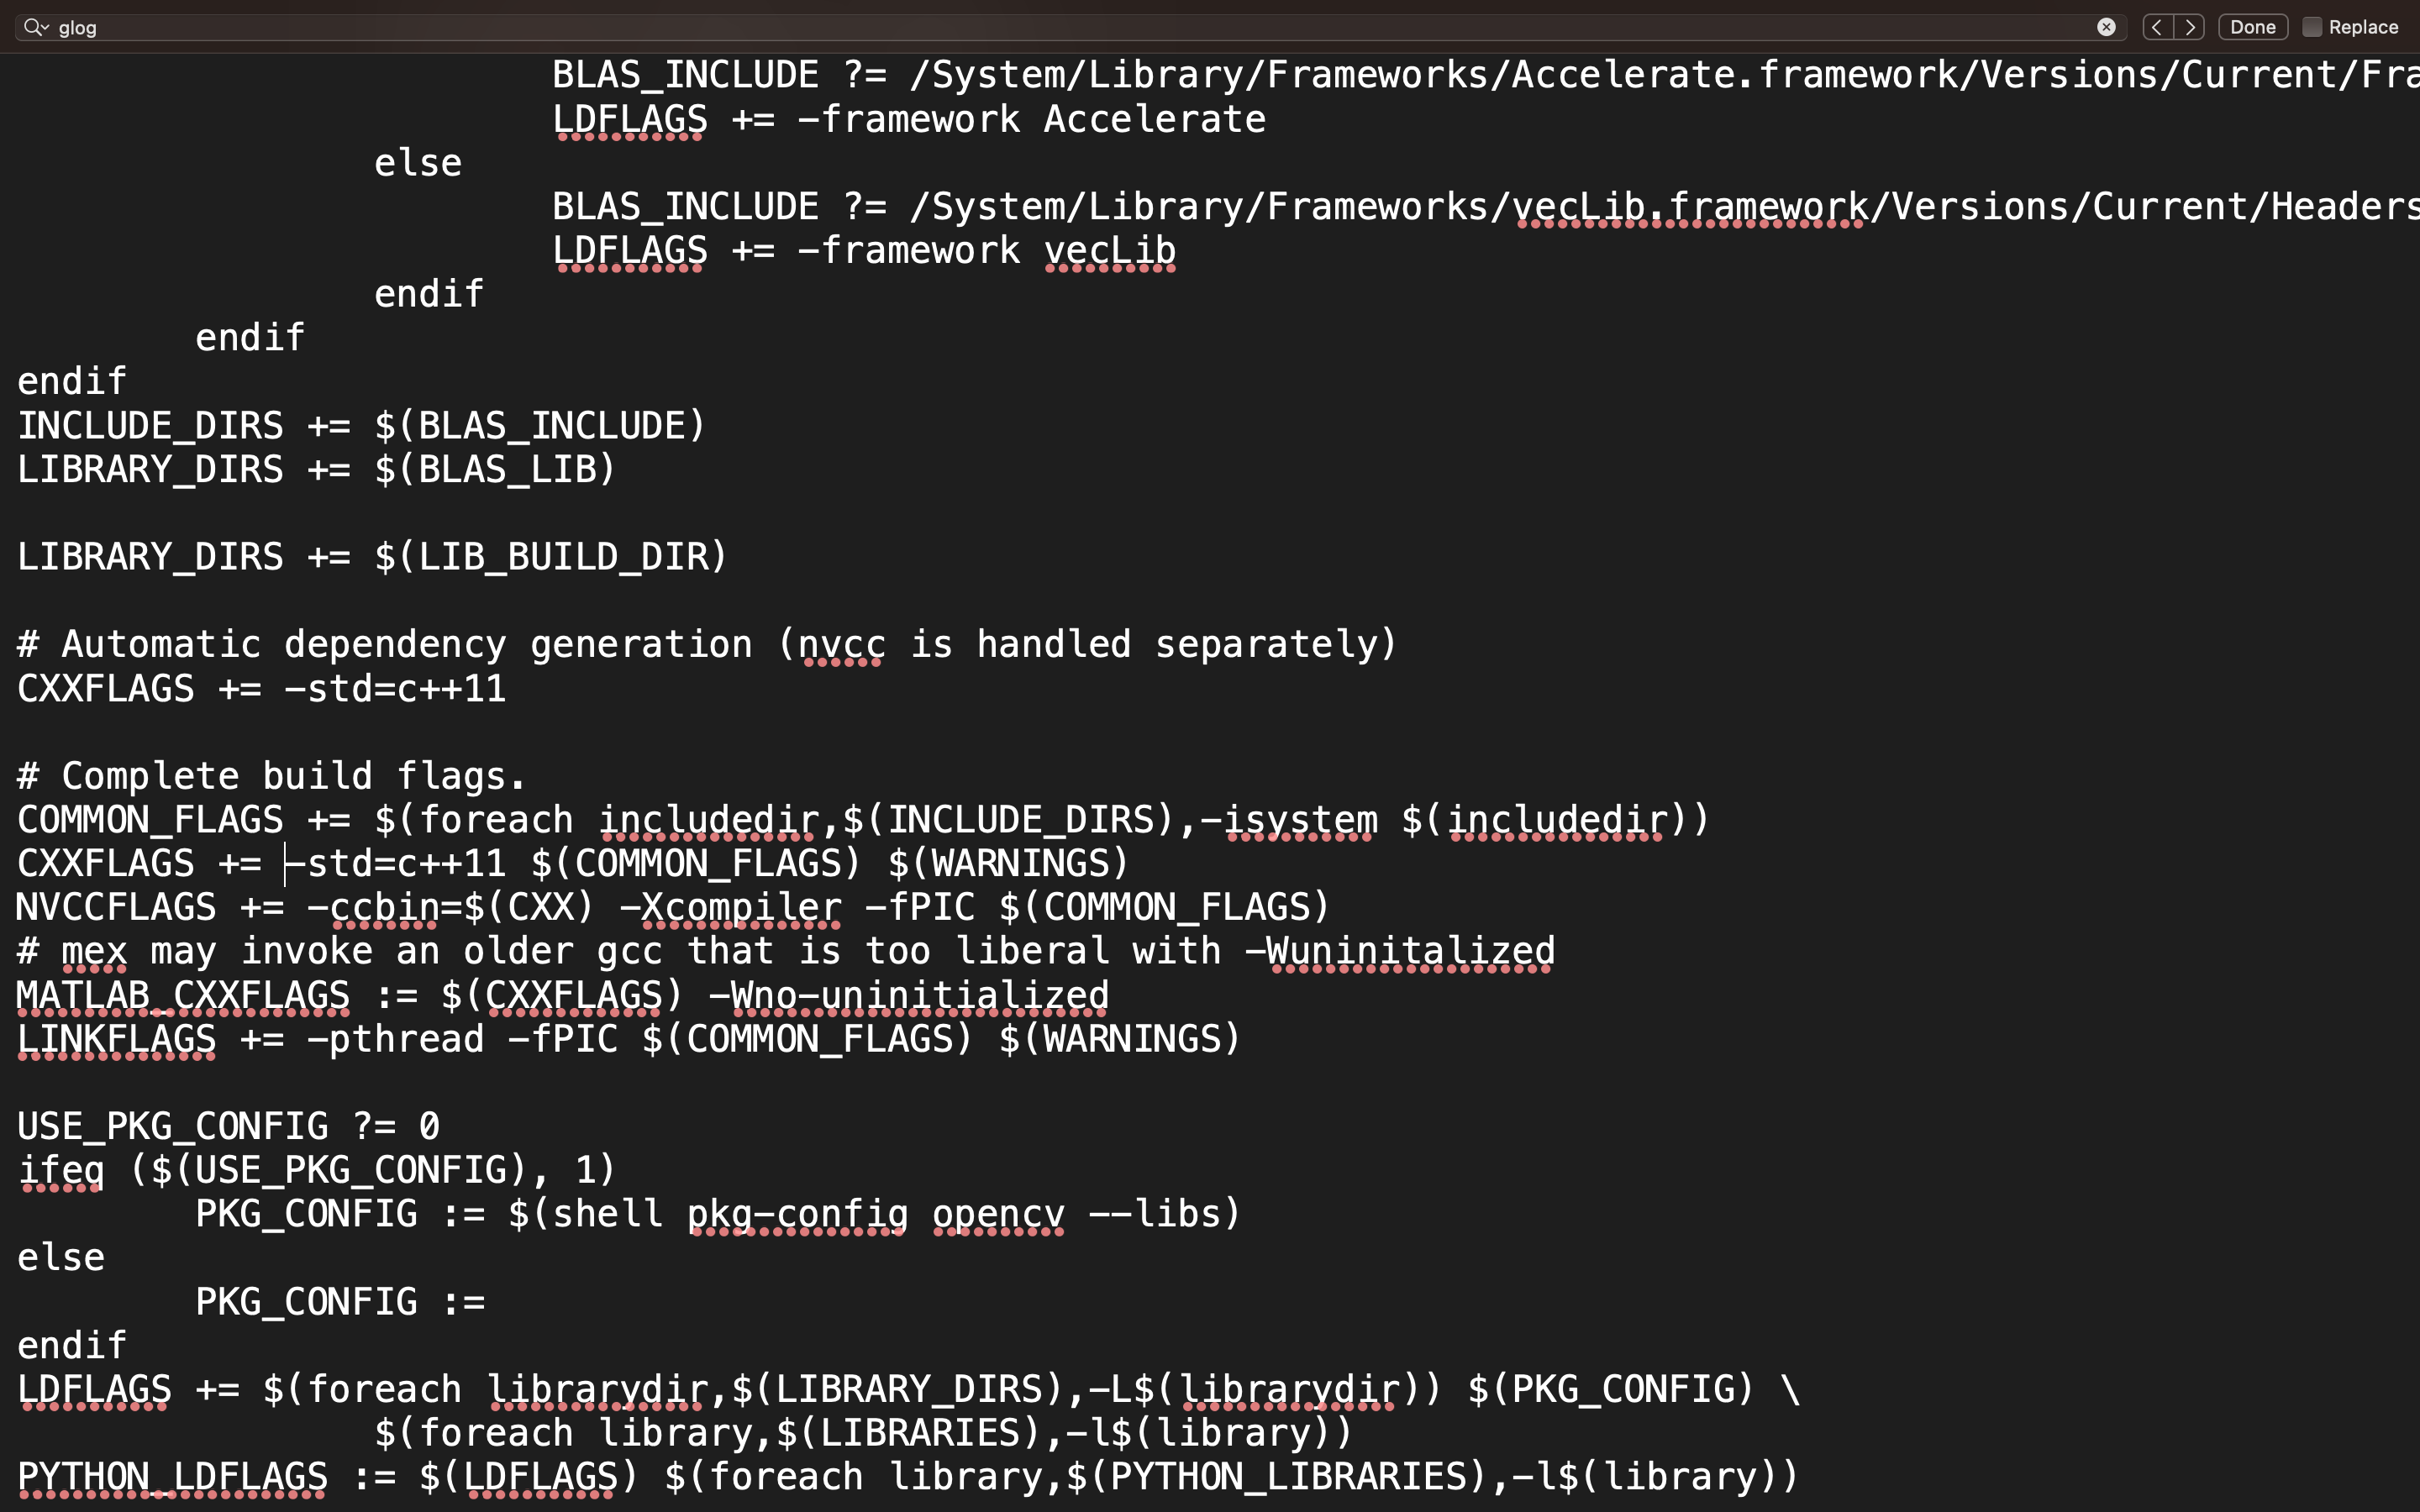 glog
Done
Replace
BLAS_INCLUDE ?= /System/Library/Frameworks/Accelerate.framework/Versions/Current/Fra
LDFLAGS += -framework Accelerate
else
BLAS_INCLUDE ?= /System/Library/Frameworks/vecLib.framework/Versions/Current/Headers
LDFLAGS += -framework vecLib
endif
endif
endif
INCLUDE_DIRS += $(BLAS_INCLUDE)
LIBRARY_DIRS += $(BLAS_LIB)
LIBRARY_DIRS += $(LIB_BUILD_DIR)
# Automatic dependency generation (nvcc is handled separately)
CXXFLAGS += -std=c++11
# Complete build flags.
COMMON_FLAGS += $(foreach includedir,$(INCLUDE_DIRS),-isystem $(includedir))
CXXFLAGS += -std=c++11 $(COMMON_FLAGS) $(WARNINGS)
NVCCFLAGS += -ccbin=$(CXX) -Xcompiler -fPIC $(COMMON_FLAGS)
# mex may invoke an older gcc that is too liberal with -Wuninitalized
MATLAB_CXXFLAGS := $(CXXFLAGS) -Wno-uninitialized
LINKFLAGS += -pthread -fPIC $(COMMON_FLAGS) $(WARNINGS)
USE_PKG_CONFIG ?= 0
ifeq ($(USE_PKG_CONFIG), 1)
PKG_CONFIG := $(shell pkg-config opencv --libs)
else
PKG_CONFIG :=
endif
LDFLAGS += $(foreach librarydir,$(LIBRARY_DIRS),-L$(librarydir)) $(PKG_CONFIG) \
$(foreach library,$(LIBRARIES),-l$(library))
PYTHON_LDFLAGS := $(LDFLAGS) $(foreach library,$(PYTHON_LIBRARIES),-l$(library))